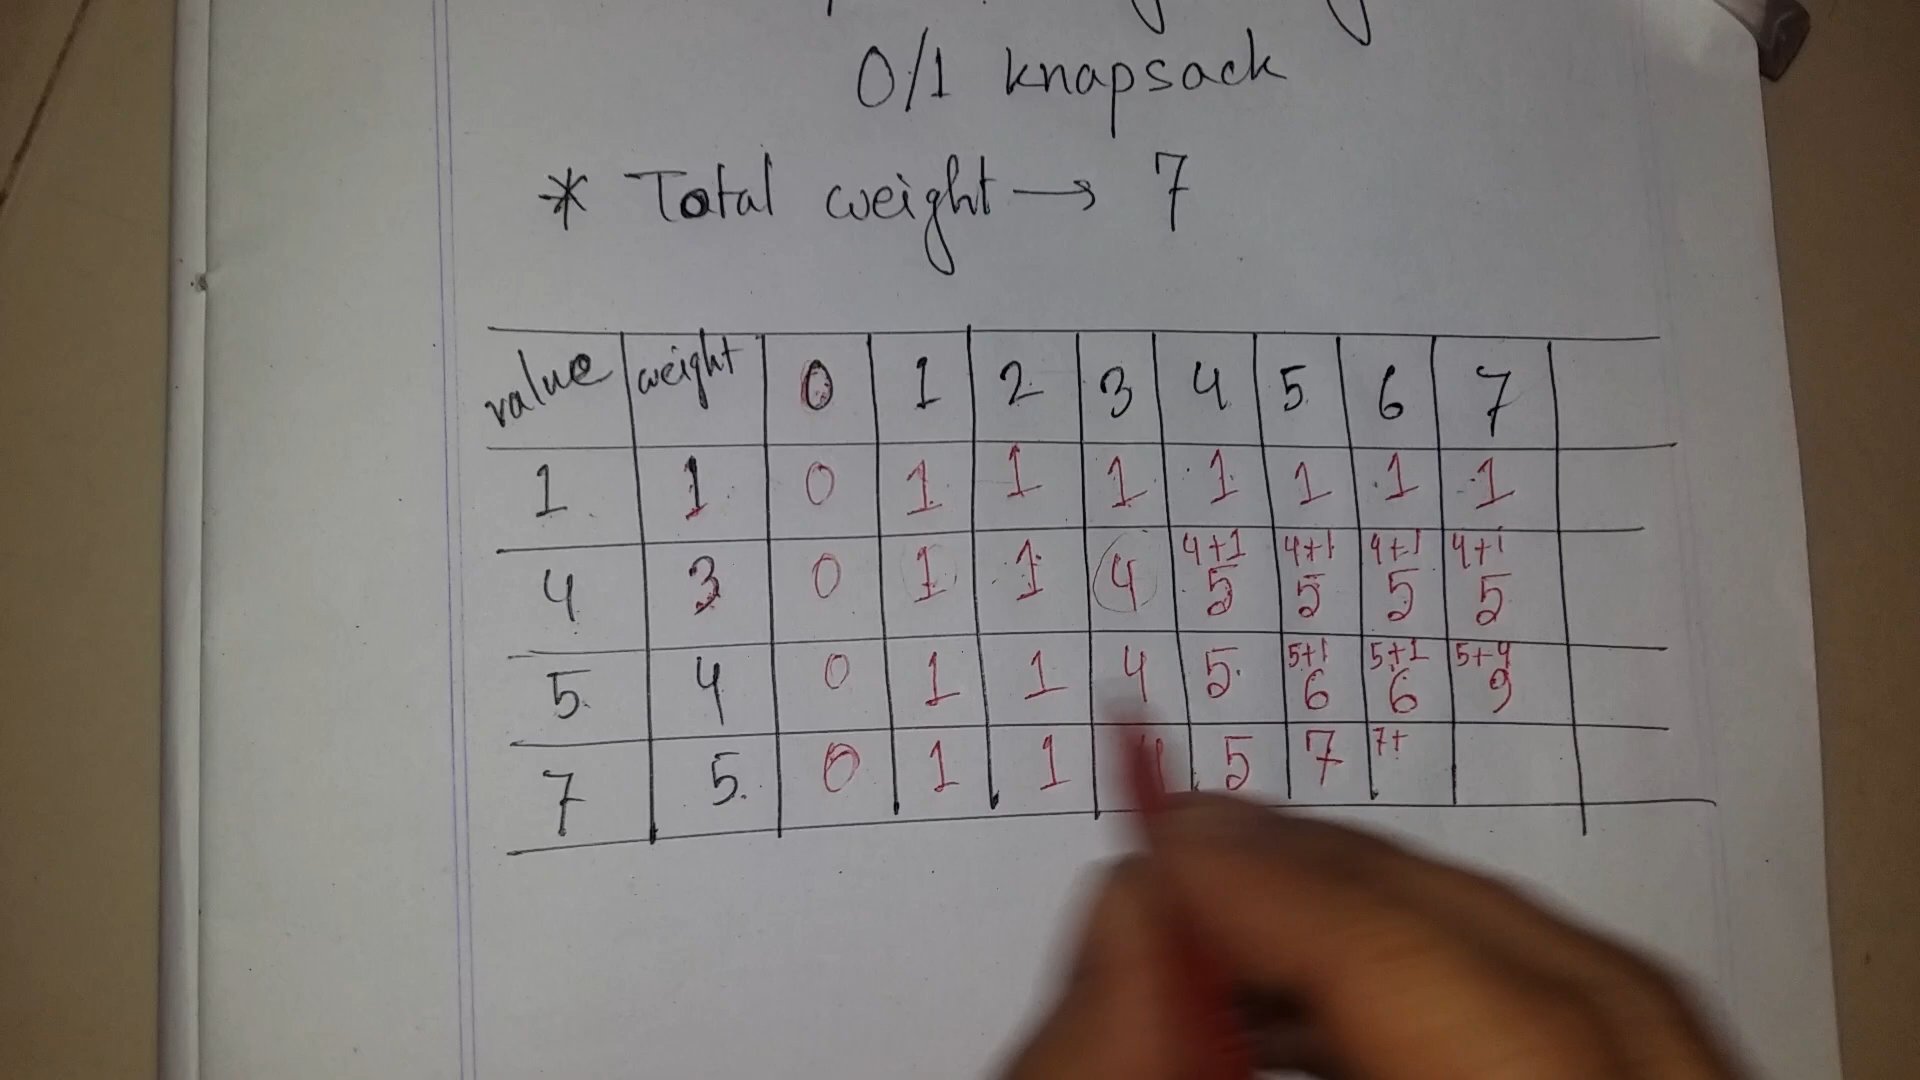 0/1 knapsack
* Total weight → 7
value weight 0 1 2 3 4 5 6 7
1 1 0 1 1 1 1 1 1 1
4+1 4+1 4+1 4+1
4 3 0 1 1 4 5 5 5 5
5+1 5+1 5+4
5 4 0 1 1 4 5 6 6 9
7 5 0 1 1 5 7 7+